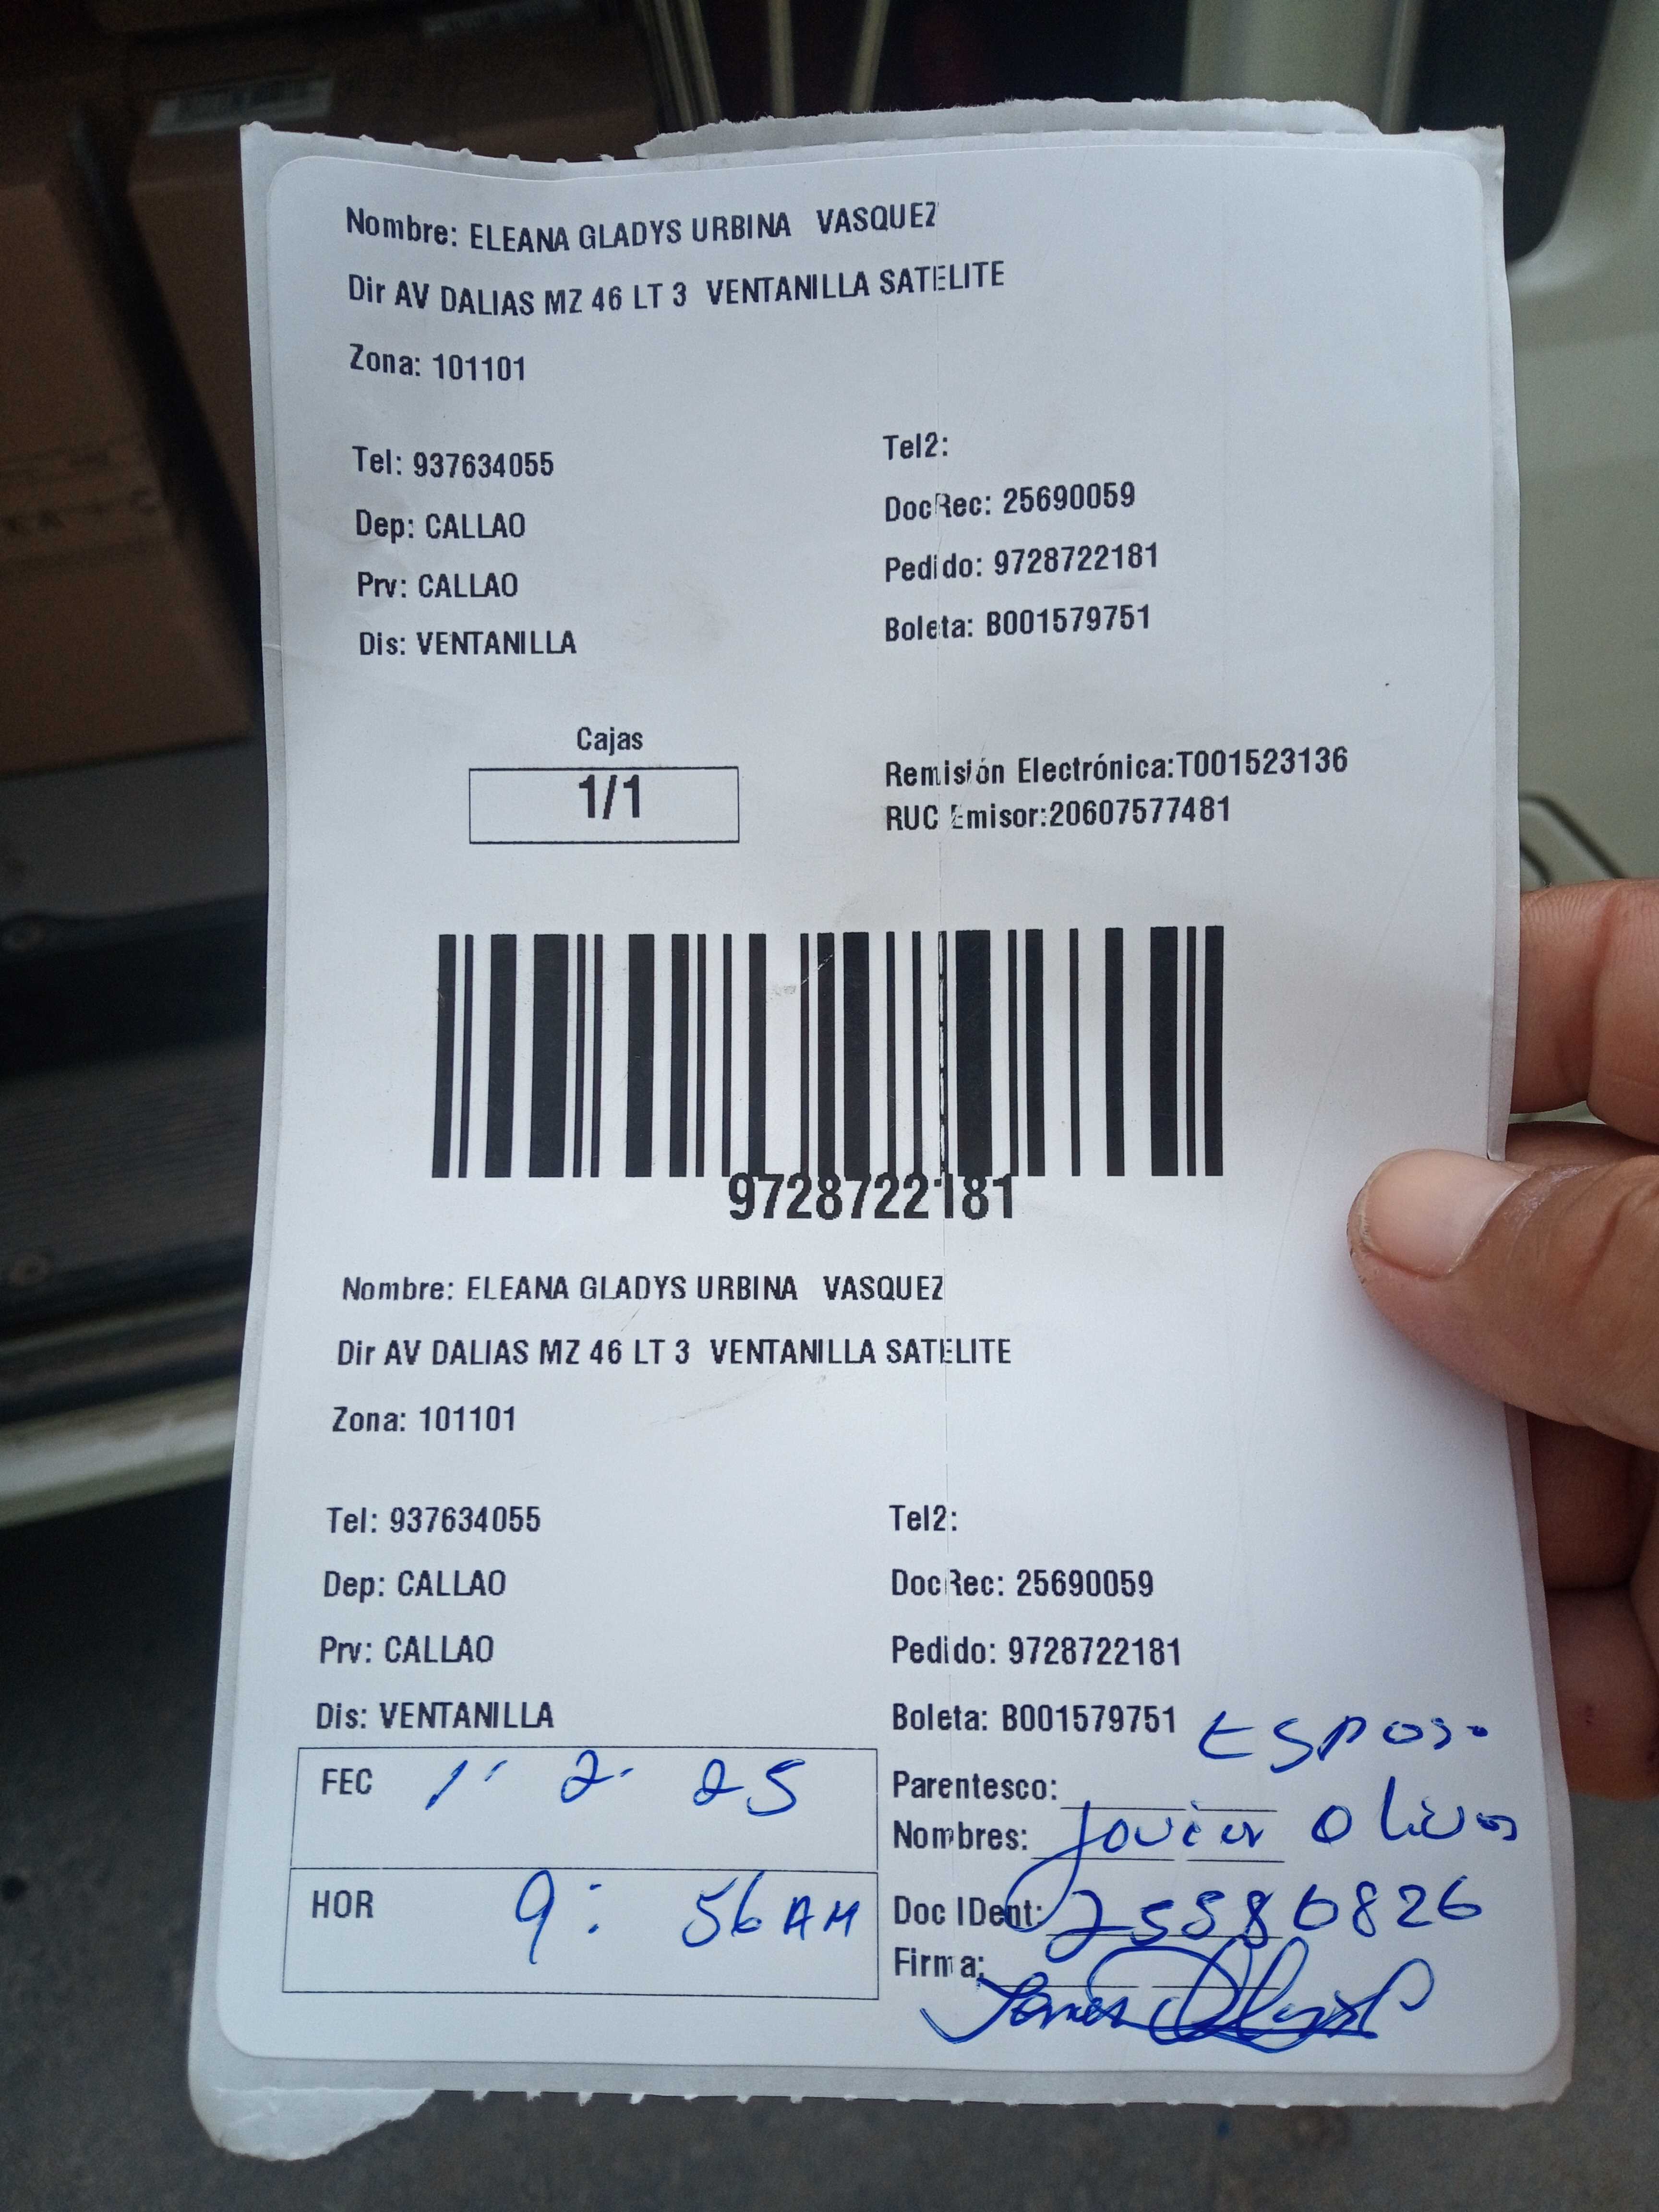 Nombre: ELEANA GLADYS URBINA VASQUEZ
Dir AV DALIAS MZ 46 LT 3 VENTANILLA SATELITE
Zona: 101101
Tel: 937634055
Tel2:
Dep: CALLAO
DocRec: 25690059
Prv: CALLAO
Pedido: 9728722181
Dis: VENTANILLA
Boleta: B001579751
Cajas
1/1
Remisión Electrónica:T001523136
RUC Emisor:20607577481
9728722181
Nombre: ELEANA GLADYS URBINA VASQUEZ
Dir AV DALIAS MZ 46 LT 3 VENTANILLA SATELITE
Zona: 101101
Tel: 937634055
Tel2:
Dep: CALLAO
DocRec: 25690059
Prv: CALLAO
Pedido: 9728722181
Dis: VENTANILLA
Boleta: B001579751
FEC 1 2 25
Parentesco: Esposo
Nombres: Javier Olivos
HOR 9:56 AM
Doc IDent: 25586826
Firma: